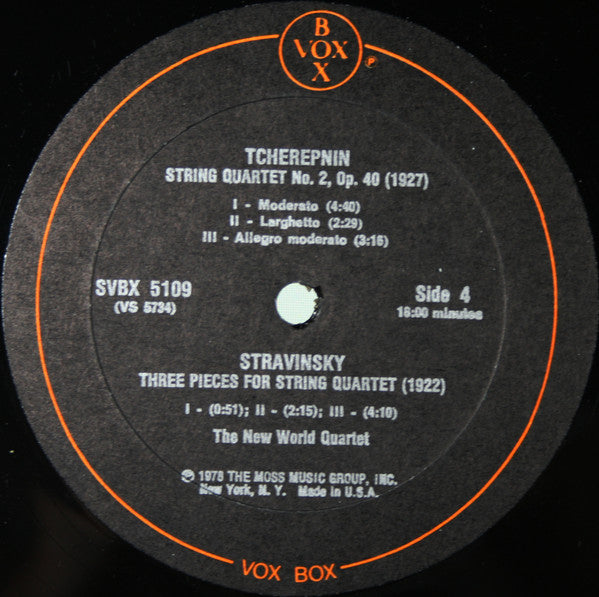 BOX
VOX
℗
TCHEREPNIN
STRING QUARTET No. 2, Op. 40 (1927)
I - Moderato (4:40)
II - Larghetto (2:29)
III - Allegro moderato (3:16)
SVBX 5109
(VS 5734)
Side 4
18:00 minutes
STRAVINSKY
THREE PIECES FOR STRING QUARTET (1922)
I - (0:51); II - (2:15); III - (4:10)
The New World Quartet
℗ 1978 THE MOSS MUSIC GROUP, INC.
New York, N. Y. Made in U.S.A.
VOX BOX